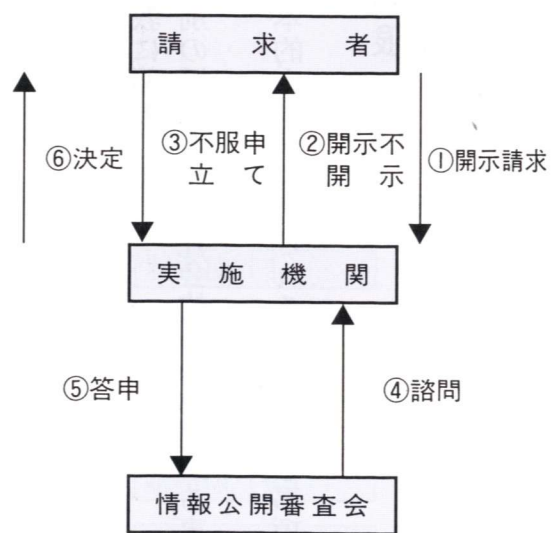 請求者
⑥決定
③不服申
立て
②開示不
開示
①開示請求
実施機関
⑤答申
④諮問
情報公開審査会